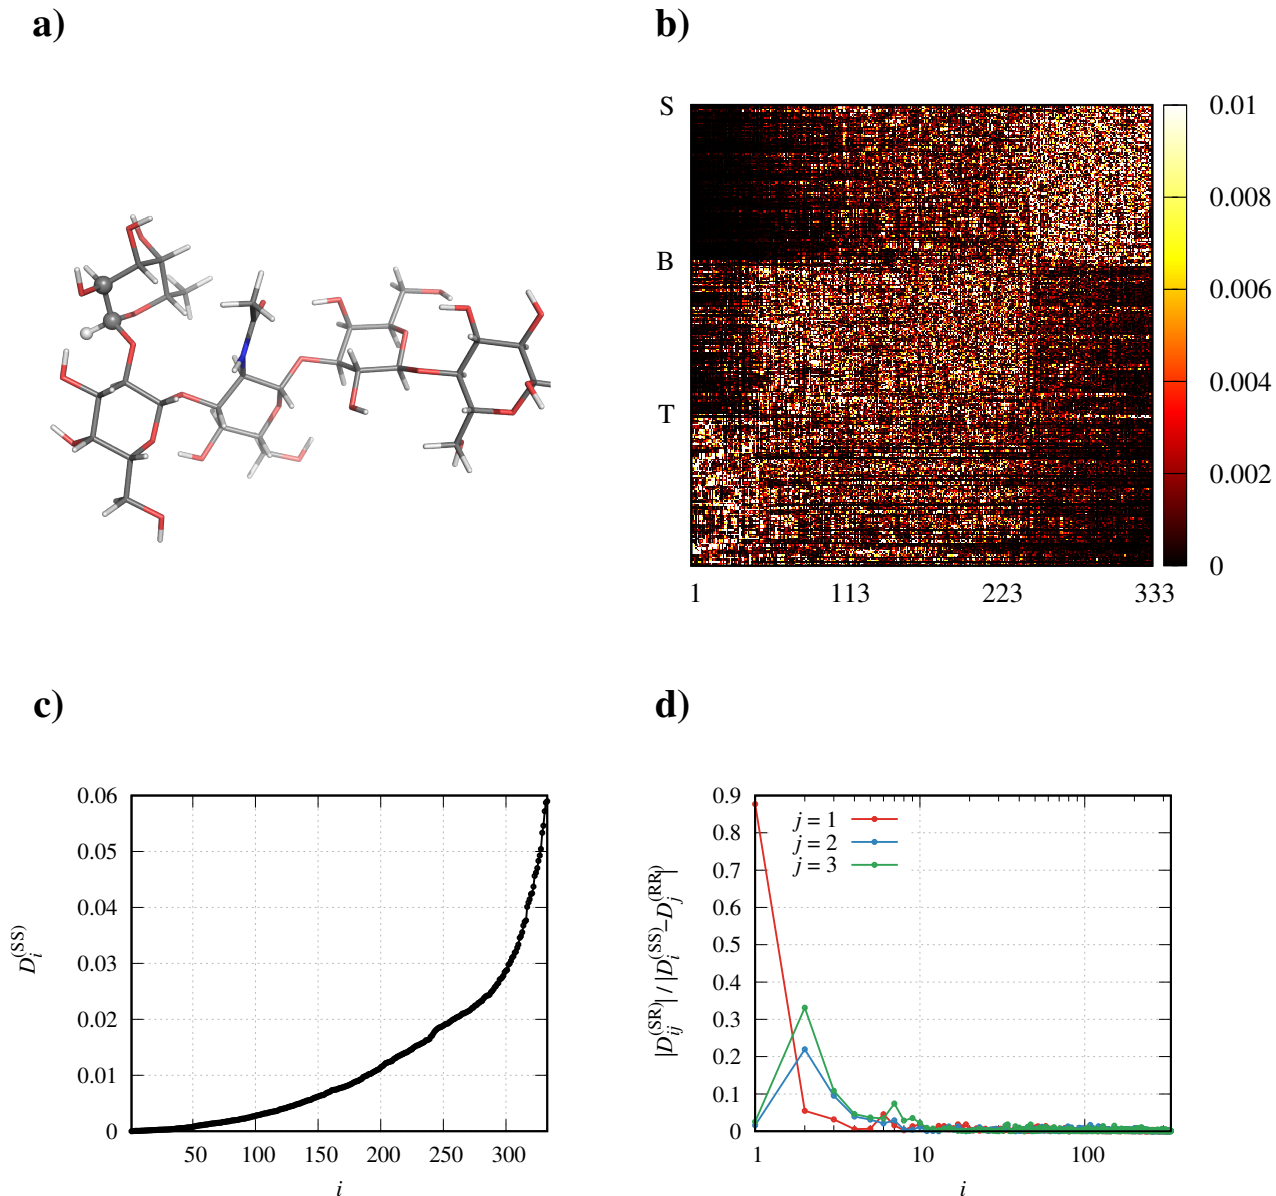 a)
b)
S
B
T
0.01
0.008
0.006
0.004
0.002
0
1 113 223 333
c)
d)
0.06
0.05
0.04
0.03
0.02
0.01
0
50 100 150 200 250 300
D_i^(SS)
i
0.9
0.8
0.7
0.6
0.5
0.4
0.3
0.2
0.1
0
1 10 100
j = 1
j = 2
j = 3
|D_ij^(SR)| / |D_i^(SS)−D_j^(RR)|
i